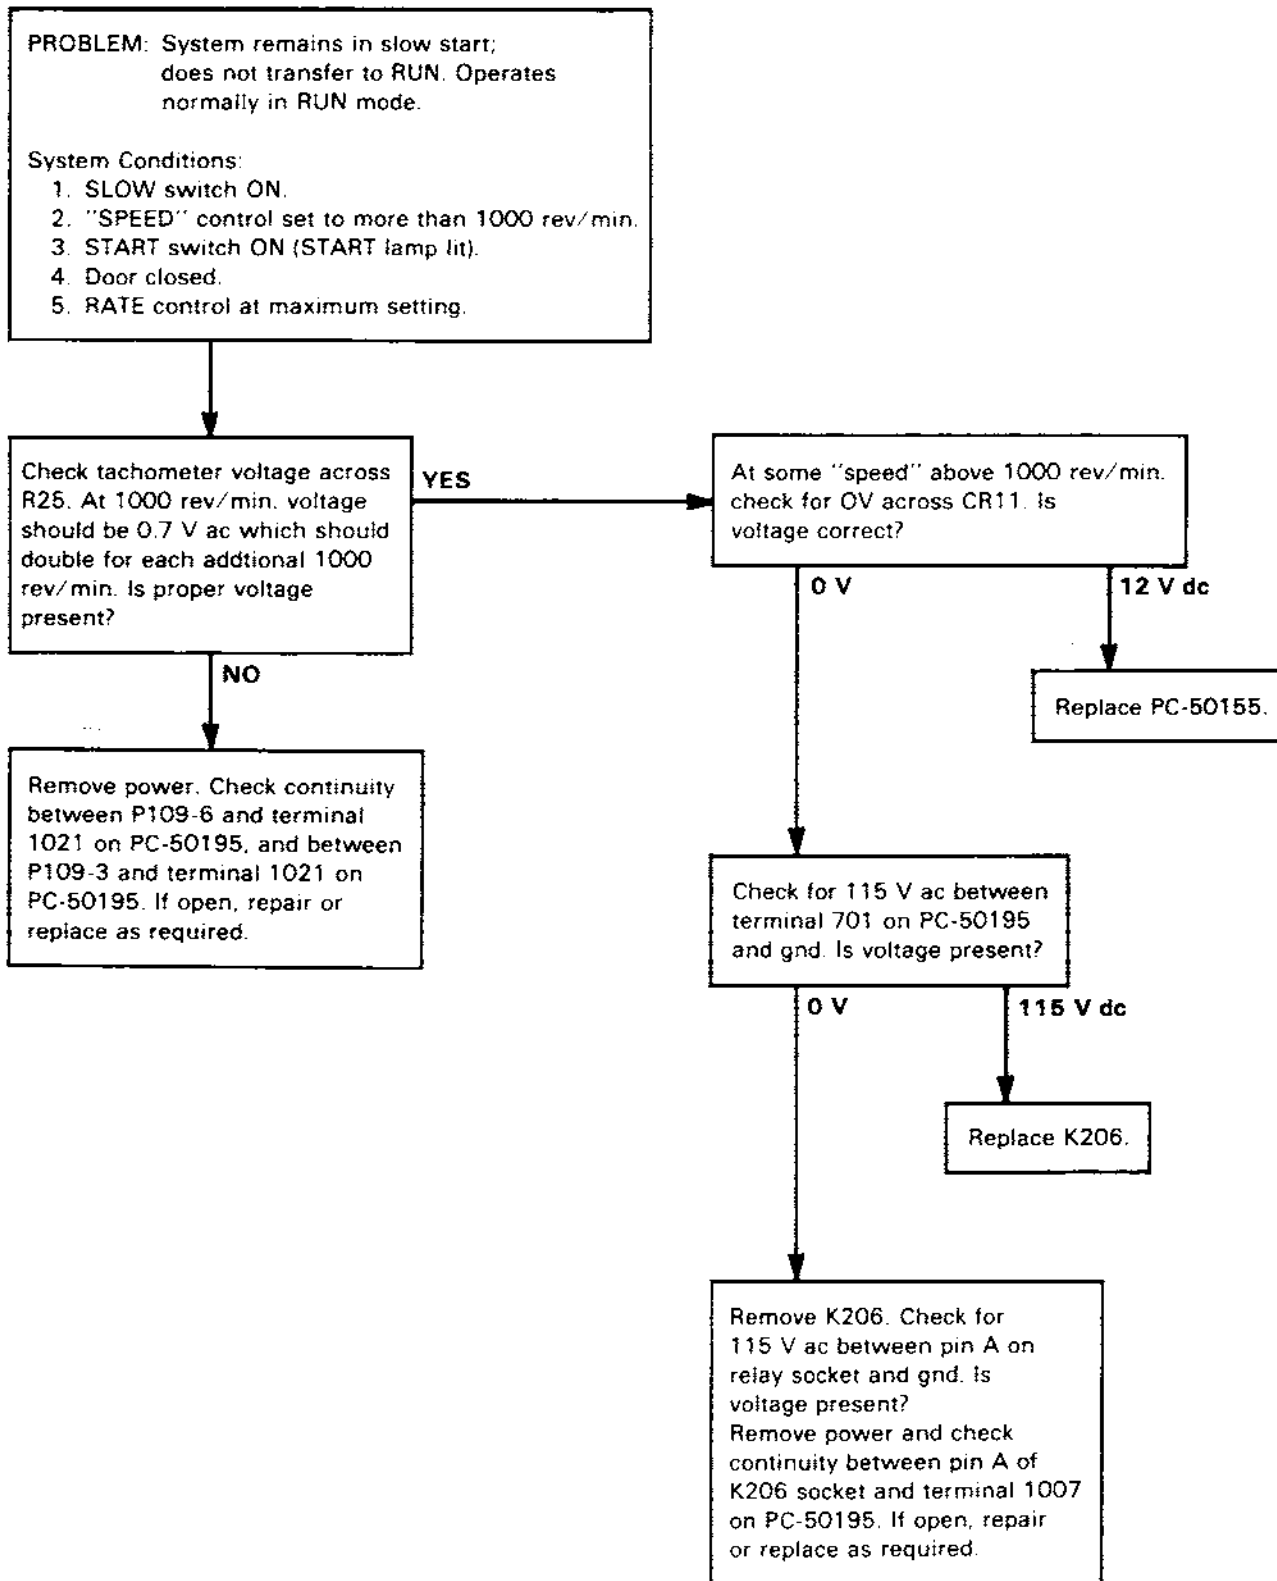 PROBLEM: System remains in slow start;
does not transfer to RUN. Operates
normally in RUN mode.
System Conditions:
1. SLOW switch ON.
2. "SPEED" control set to more than 1000 rev/min.
3. START switch ON (START lamp lit).
4. Door closed.
5. RATE control at maximum setting.
Check tachometer voltage across
R25. At 1000 rev/min. voltage
should be 0.7 V ac which should
double for each addtional 1000
rev/min. Is proper voltage
present?
YES
NO
Remove power. Check continuity
between P109-6 and terminal
1021 on PC-50195, and between
P109-3 and terminal 1021 on
PC-50195. If open, repair or
replace as required.
At some "speed" above 1000 rev/min.
check for OV across CR11. Is
voltage correct?
0 V
12 V dc
Replace PC-50155.
Check for 115 V ac between
terminal 701 on PC-50195
and gnd. Is voltage present?
0 V
115 V dc
Replace K206.
Remove K206. Check for
115 V ac between pin A on
relay socket and gnd. Is
voltage present?
Remove power and check
continuity between pin A of
K206 socket and terminal 1007
on PC-50195. If open, repair
or replace as required.